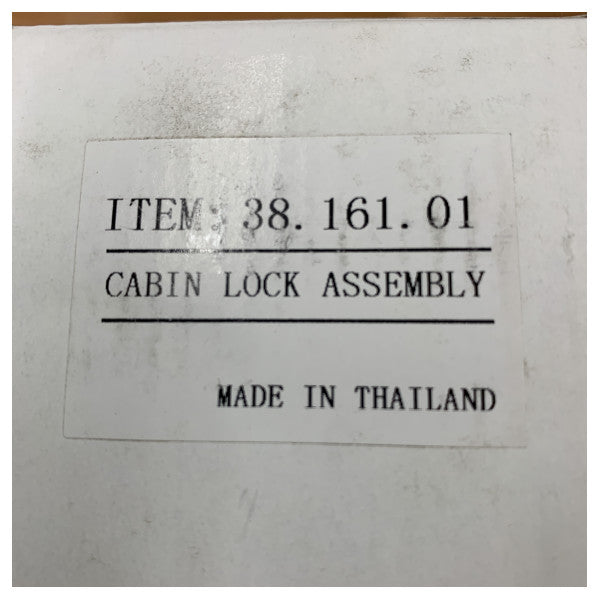 ITEM: 38.161.01
CABIN LOCK ASSEMBLY
MADE IN THAILAND